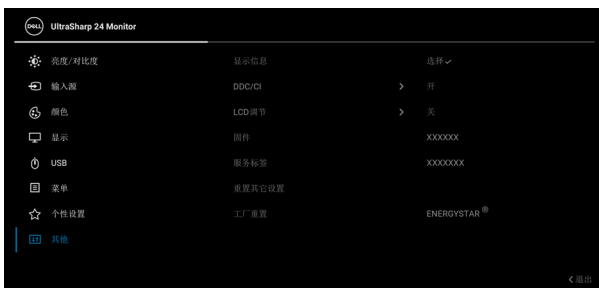 DELL UltraSharp 24 Monitor
亮度/对比度 显示信息 选择✓
输入源 DDC/CI > 开
颜色 LCD调节 > 关
显示 固件 XXXXXX
USB 服务标签 XXXXXXX
菜单 重置其它设置
个性设置 工厂重置 ENERGYSTAR®
其他
<退出